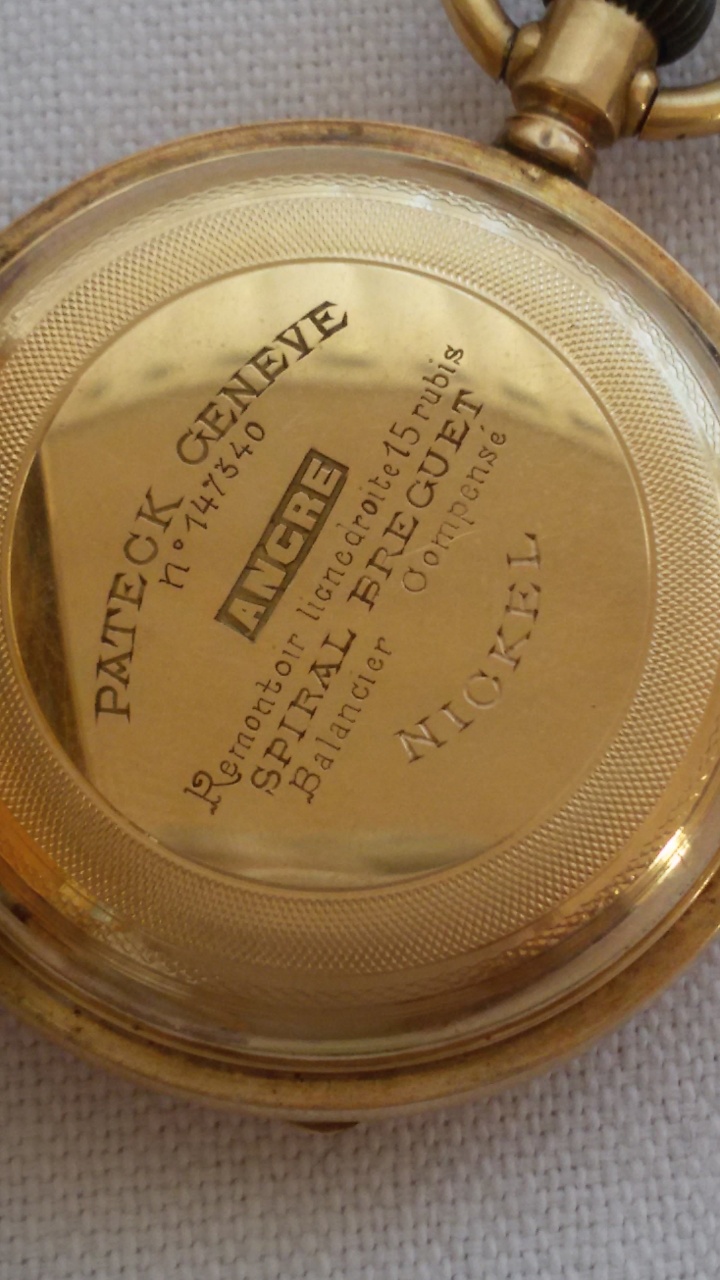 PATECK GENEVE
n° 147340
ANCRE
Remontoir ligne droite 15 rubis
SPIRAL BREGUET
Balancier Compensé
NICKEL